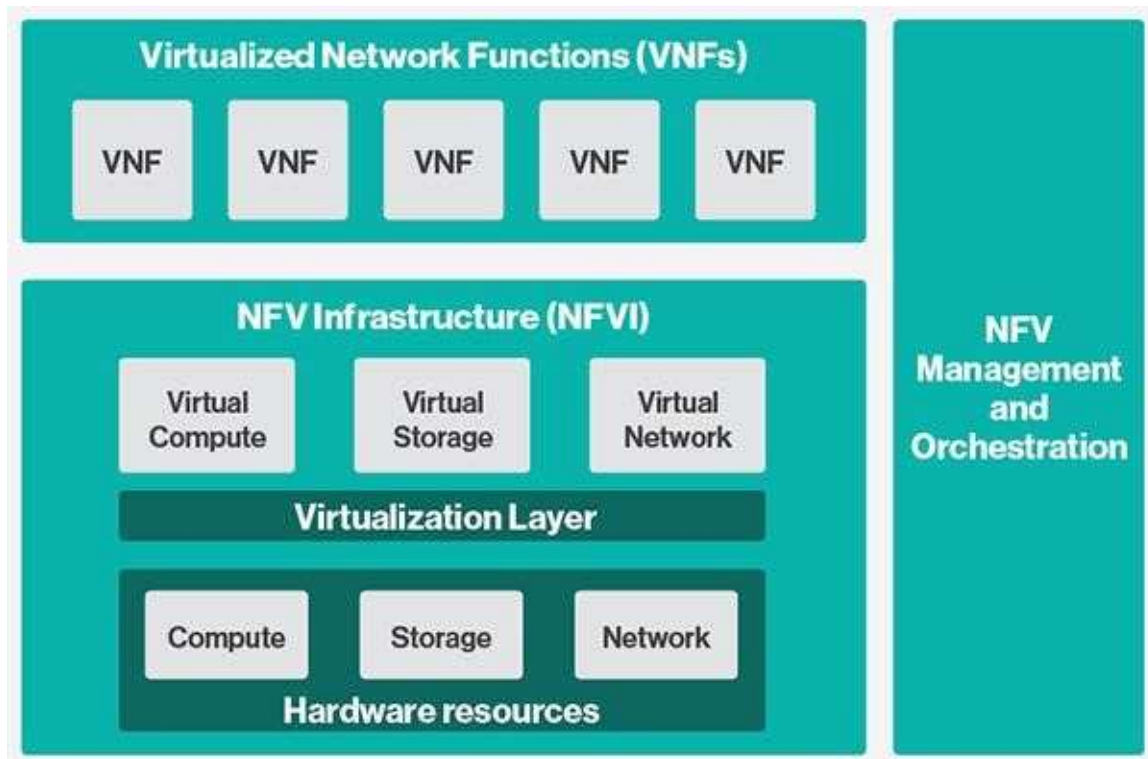 Virtualized Network Functions (VNFs)
VNF
VNF
VNF
VNF
VNF
NFV Infrastructure (NFVI)
Virtual
Compute
Virtual
Storage
Virtual
Network
Virtualization Layer
Compute
Storage
Network
Hardware resources
NFV
Management
and
Orchestration